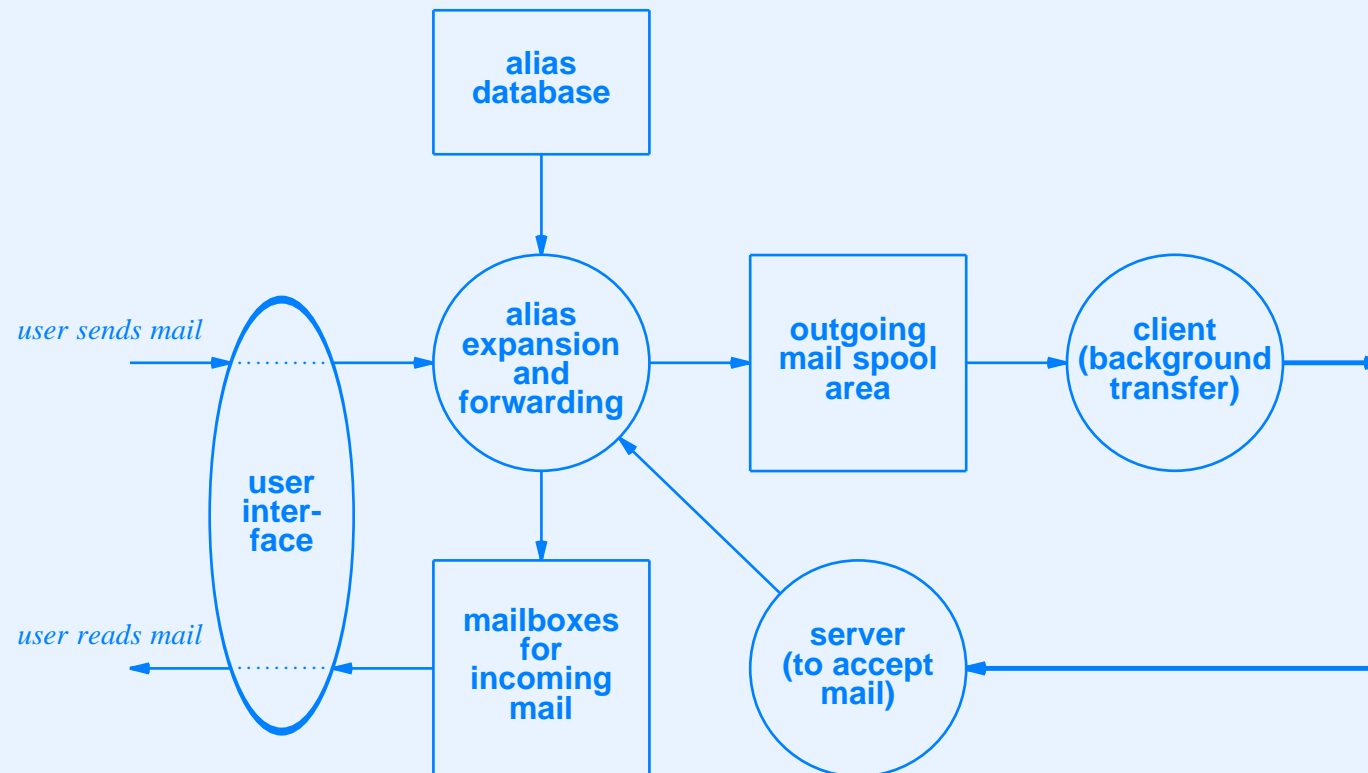 alias
database
user sends mail
alias
expansion
and
forwarding
outgoing
mail spool
area
client
(background
transfer)
user
inter-
face
user reads mail
mailboxes
for
incoming
mail
server
(to accept
mail)